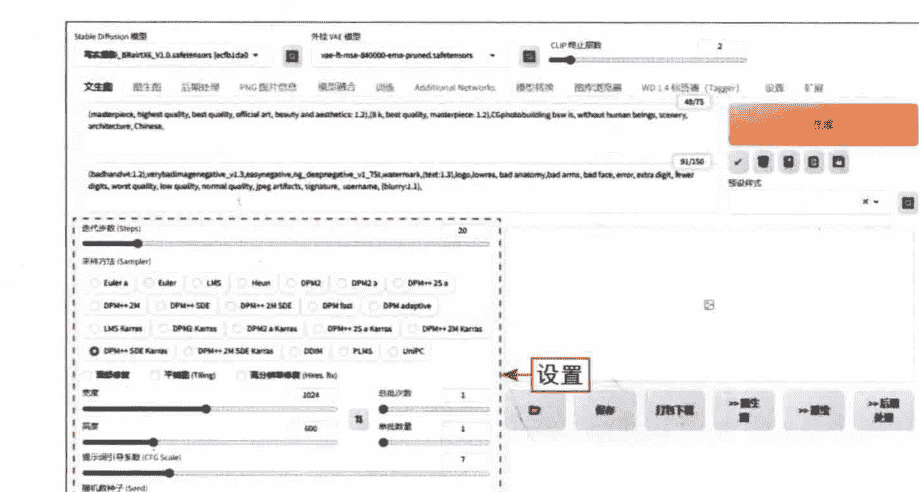 Stable Diffusion 模型
外挂 VAE 模型
CLIP 终止层数
2
vae-ft-mse-840000-ema-pruned.safetensors
文生图 图生图 后期处理 PNG 图片信息 模型融合 训练 Additional Networks 模型转换 图库浏览器 WD 1.4 标签器 (Tagger) 设置 扩展
48/75
(masterpiece, highest quality, best quality, official art, beauty and aesthetics: 1.2),(8 k, best quality, masterpiece: 1.2),CGphotobuilding bsw is, without human beings, scenery,
architecture, Chinese,
生成
91/150
(badhandv4:1.2),verybadimagenegative_v1.3,easynegative,ng_deepnegative_v1_75t,watermark,(text:1.3),logo,lowres, bad anatomy,bad arms, bad face, error, extra digit, fewer
digits, worst quality, low quality, normal quality, jpeg artifacts, signature, username, (blurry:1.1),
预设样式
迭代步数 (Steps)
20
采样方法 (Sampler)
Euler a Euler LMS Heun DPM2 DPM2 a DPM++ 2S a
DPM++ 2M DPM++ SDE DPM++ 2M SDE DPM fast DPM adaptive
LMS Karras DPM2 Karras DPM2 a Karras DPM++ 2S a Karras DPM++ 2M Karras
DPM++ SDE Karras DPM++ 2M SDE Karras DDIM PLMS UniPC
平铺图 (Tiling) 高分辨率修复 (Hires. fix)
设置
宽度
1024
总批次数
1
高度
600
单批数量
1
提示词引导系数 (CFG Scale)
7
随机数种子 (Seed)
保存
打包下载
>> 图生图
>> 重绘
>> 后期处理